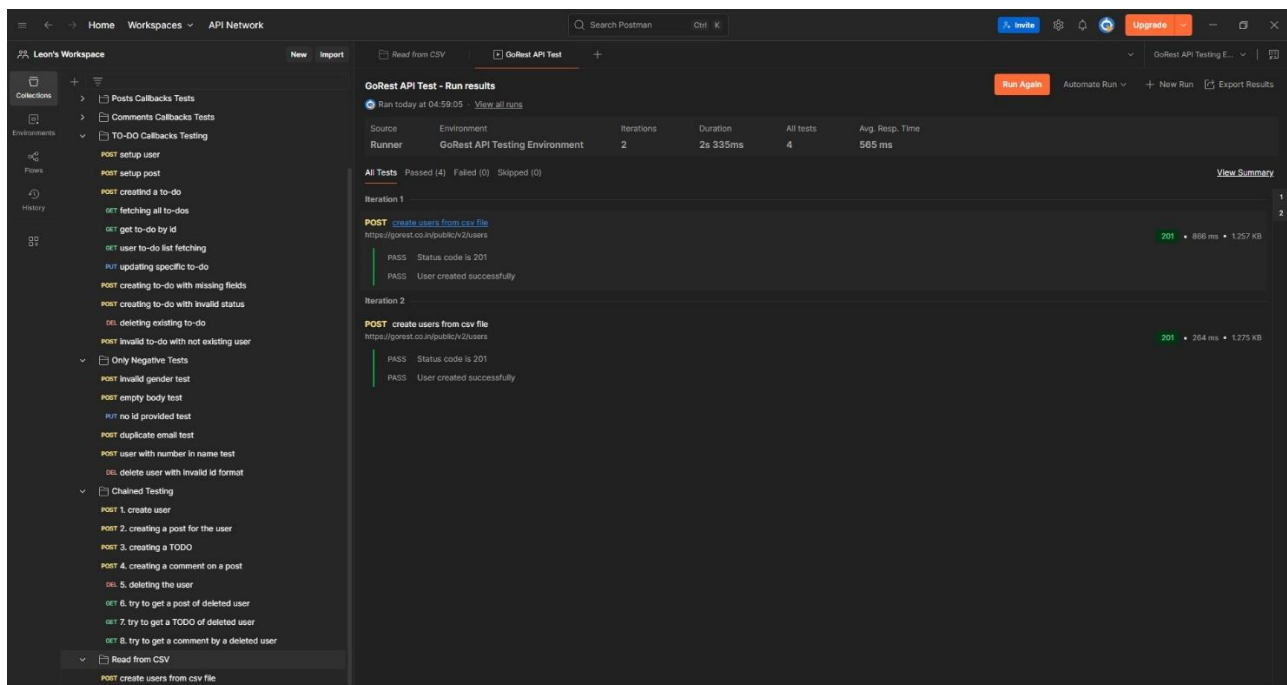 Home Workspaces API Network Search Postman Ctrl K Invite Upgrade
Leon's Workspace New Import
Read from CSV GoRest API Test GoRest API Testing E...
Collections
Environments
Flows
History
Posts Callbacks Tests
Comments Callbacks Tests
TO-DO Callbacks Testing
POST setup user
POST setup post
POST creatind a to-do
GET fetching all to-dos
GET get to-do by id
GET user to-do list fetching
PUT updating specific to-do
POST creating to-do with missing fields
POST creating to-do with invalid status
DEL deleting existing to-do
POST invalid to-do with not existing user
Only Negative Tests
POST invalid gender test
POST empty body test
PUT no id provided test
POST duplicate email test
POST user with number in name test
DEL delete user with invalid id format
Chained Testing
POST 1. create user
POST 2. creating a post for the user
POST 3. creating a TODO
POST 4. creating a comment on a post
DEL 5. deleting the user
GET 6. try to get a post of deleted user
GET 7. try to get a TODO of deleted user
GET 8. try to get a comment by a deleted user
Read from CSV
POST create users from csv file
GoRest API Test - Run results
Run Again Automate Run + New Run Export Results
Ran today at 04:59:05 · View all runs
Source Environment Iterations Duration All tests Avg. Resp. Time
Runner GoRest API Testing Environment 2 2s 335ms 4 565 ms
All Tests Passed (4) Failed (0) Skipped (0) View Summary
Iteration 1
1
2
POST create users from csv file
https://gorest.co.in/public/v2/users
201 • 866 ms • 1.257 KB
PASS Status code is 201
PASS User created successfully
Iteration 2
POST create users from csv file
https://gorest.co.in/public/v2/users
201 • 264 ms • 1.275 KB
PASS Status code is 201
PASS User created successfully